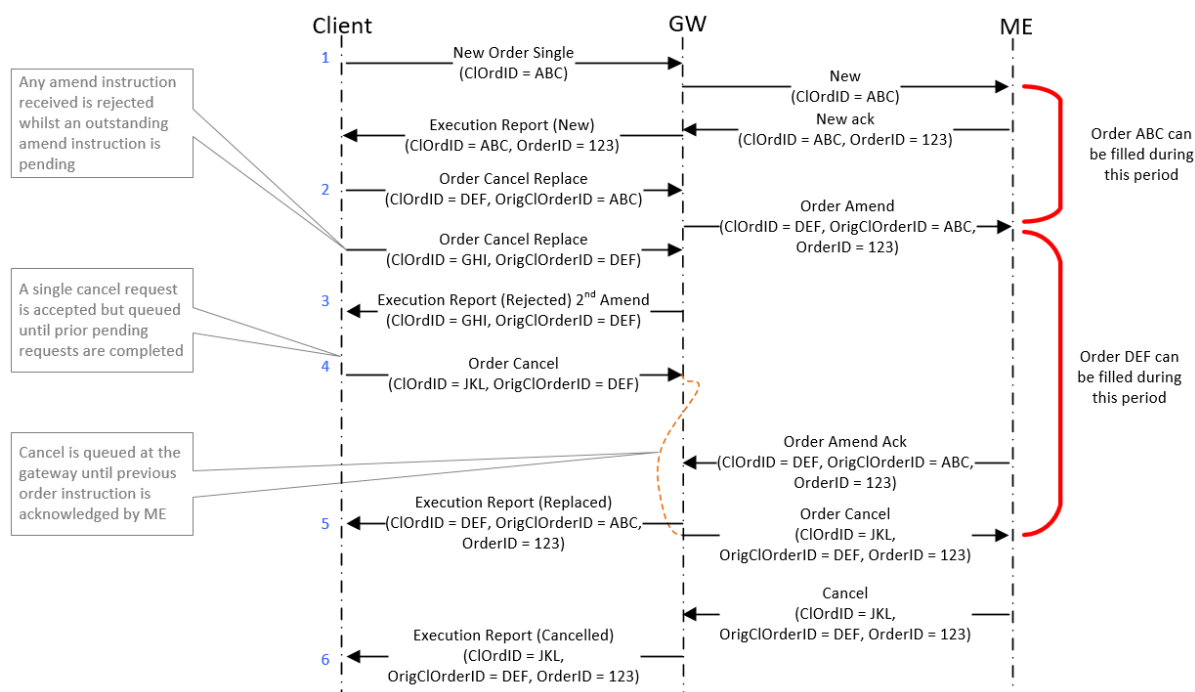 Client
GW
ME
1
New Order Single
(ClOrdID = ABC)
New
(ClOrdID = ABC)
Any amend instruction
received is rejected
whilst an outstanding
amend instruction is
pending
New ack
(ClOrdID = ABC, OrderID = 123)
Execution Report (New)
(ClOrdID = ABC, OrderID = 123)
Order ABC can
be filled during
this period
2
Order Cancel Replace
(ClOrdID = DEF, OrigClOrderID = ABC)
Order Amend
(ClOrdID = DEF, OrigClOrderID = ABC,
OrderID = 123)
Order Cancel Replace
(ClOrdID = GHI, OrigClOrderID = DEF)
A single cancel request
is accepted but queued
until prior pending
requests are completed
3
Execution Report (Rejected) 2nd Amend
(ClOrdID = GHI, OrigClOrderID = DEF)
4
Order Cancel
(ClOrdID = JKL, OrigClOrderID = DEF)
Order DEF can
be filled during
this period
Cancel is queued at the
gateway until previous
order instruction is
acknowledged by ME
Order Amend Ack
(ClOrdID = DEF, OrigClOrderID = ABC,
OrderID = 123)
5
Execution Report (Replaced)
(ClOrdID = DEF, OrigClOrderID = ABC,
OrderID = 123)
Order Cancel
(ClOrdID = JKL,
OrigClOrderID = DEF, OrderID = 123)
Cancel
(ClOrdID = JKL,
OrigClOrderID = DEF, OrderID = 123)
6
Execution Report (Cancelled)
(ClOrdID = JKL,
OrigClOrderID = DEF, OrderID = 123)